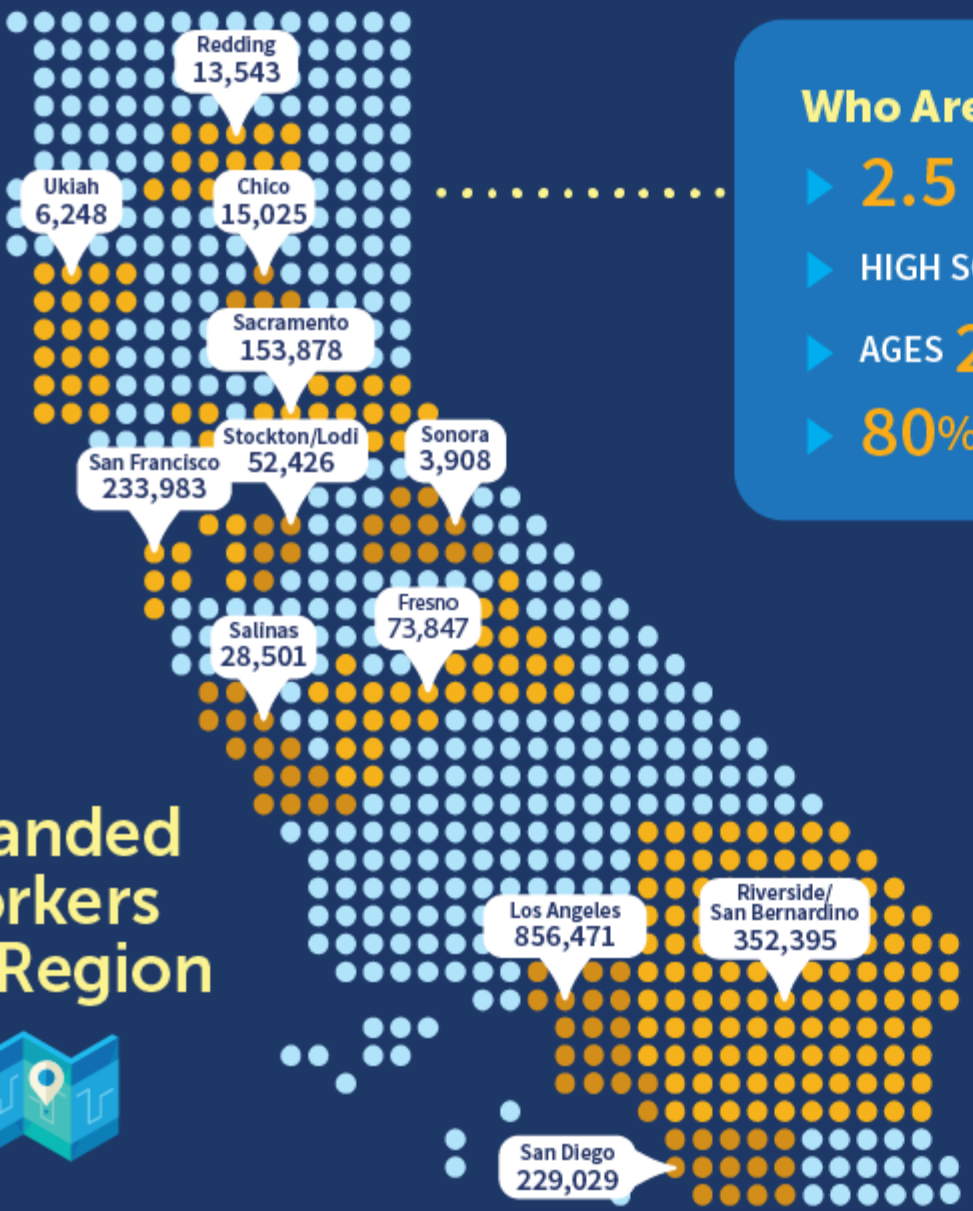 Redding
13,543
Ukiah
6,248
Chico
15,025
Sacramento
153,878
Stockton/Lodi
52,426
Sonora
3,908
San Francisco
233,983
Fresno
73,847
Salinas
28,501
Los Angeles
856,471
Riverside/
San Bernardino
352,395
San Diego
229,029
anded
orkers
Region
Who Are
2.5
HIGH S
AGES 2
80%